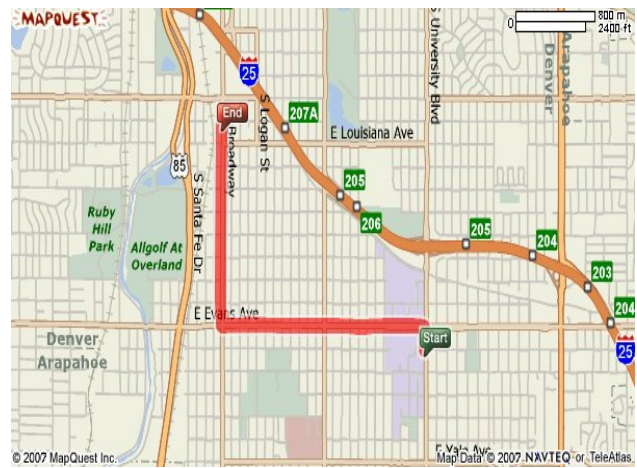 MAPQUEST
800 m
0
2400 ft
25
S Logan St
S University Blvd
Arapahoe
Denver
End
207A
Broadway
E Louisiana Ave
85
S Santa Fe Dr
205
206
205
204
203
204
25
Ruby
Hill
Park
Allgolf At
Overland
E Evans Ave
Start
Denver
Arapahoe
E Yale Ave
© 2007 MapQuest Inc.
Map Data © 2007 NAVTEQ or TeleAtlas